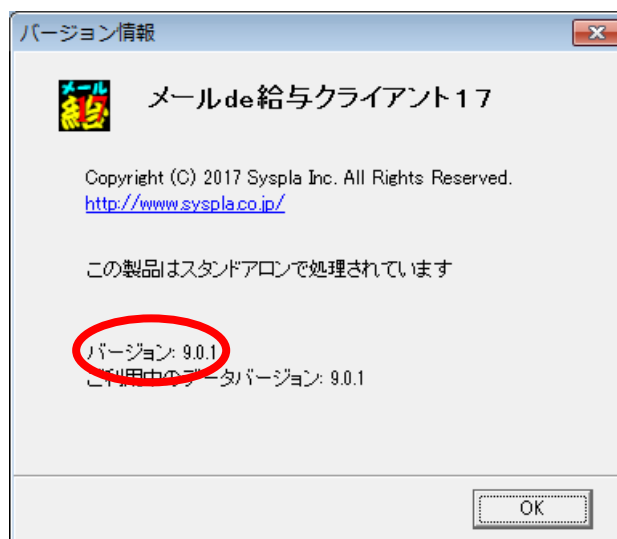 バージョン情報
メール
給
メールde給与クライアント17
Copyright (C) 2017 Syspla Inc. All Rights Reserved.
http://www.syspla.co.jp/
この製品はスタンドアロンで処理されています
バージョン: 9.0.1
ご利用中のデータバージョン: 9.0.1
OK